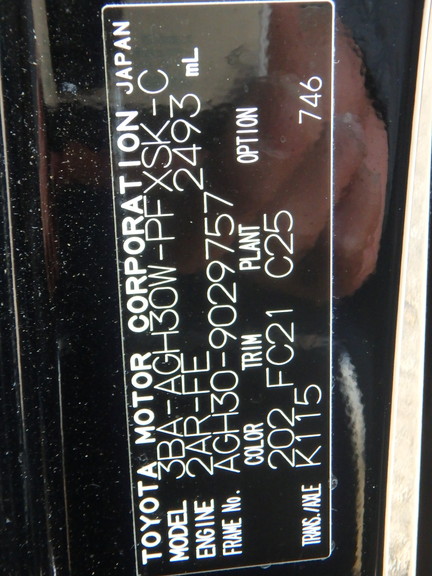 TOYOTA MOTOR CORPORATION JAPAN
MODEL 3BA-AGH30W-PFXSK-C
ENGINE 2AR-FE 2493 mL
FRAME No. AGH30-9029757
COLOR TRIM PLANT OPTION
202 FC21 C25
TRANS./AXLE K115 746